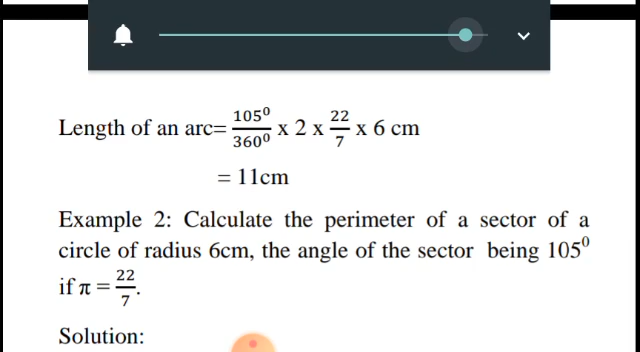 Length of an arc= 105⁰/360⁰ x 2 x 22/7 x 6 cm
= 11cm
Example 2: Calculate the perimeter of a sector of a
circle of radius 6cm, the angle of the sector being 105⁰
if π = 22/7.
Solution: